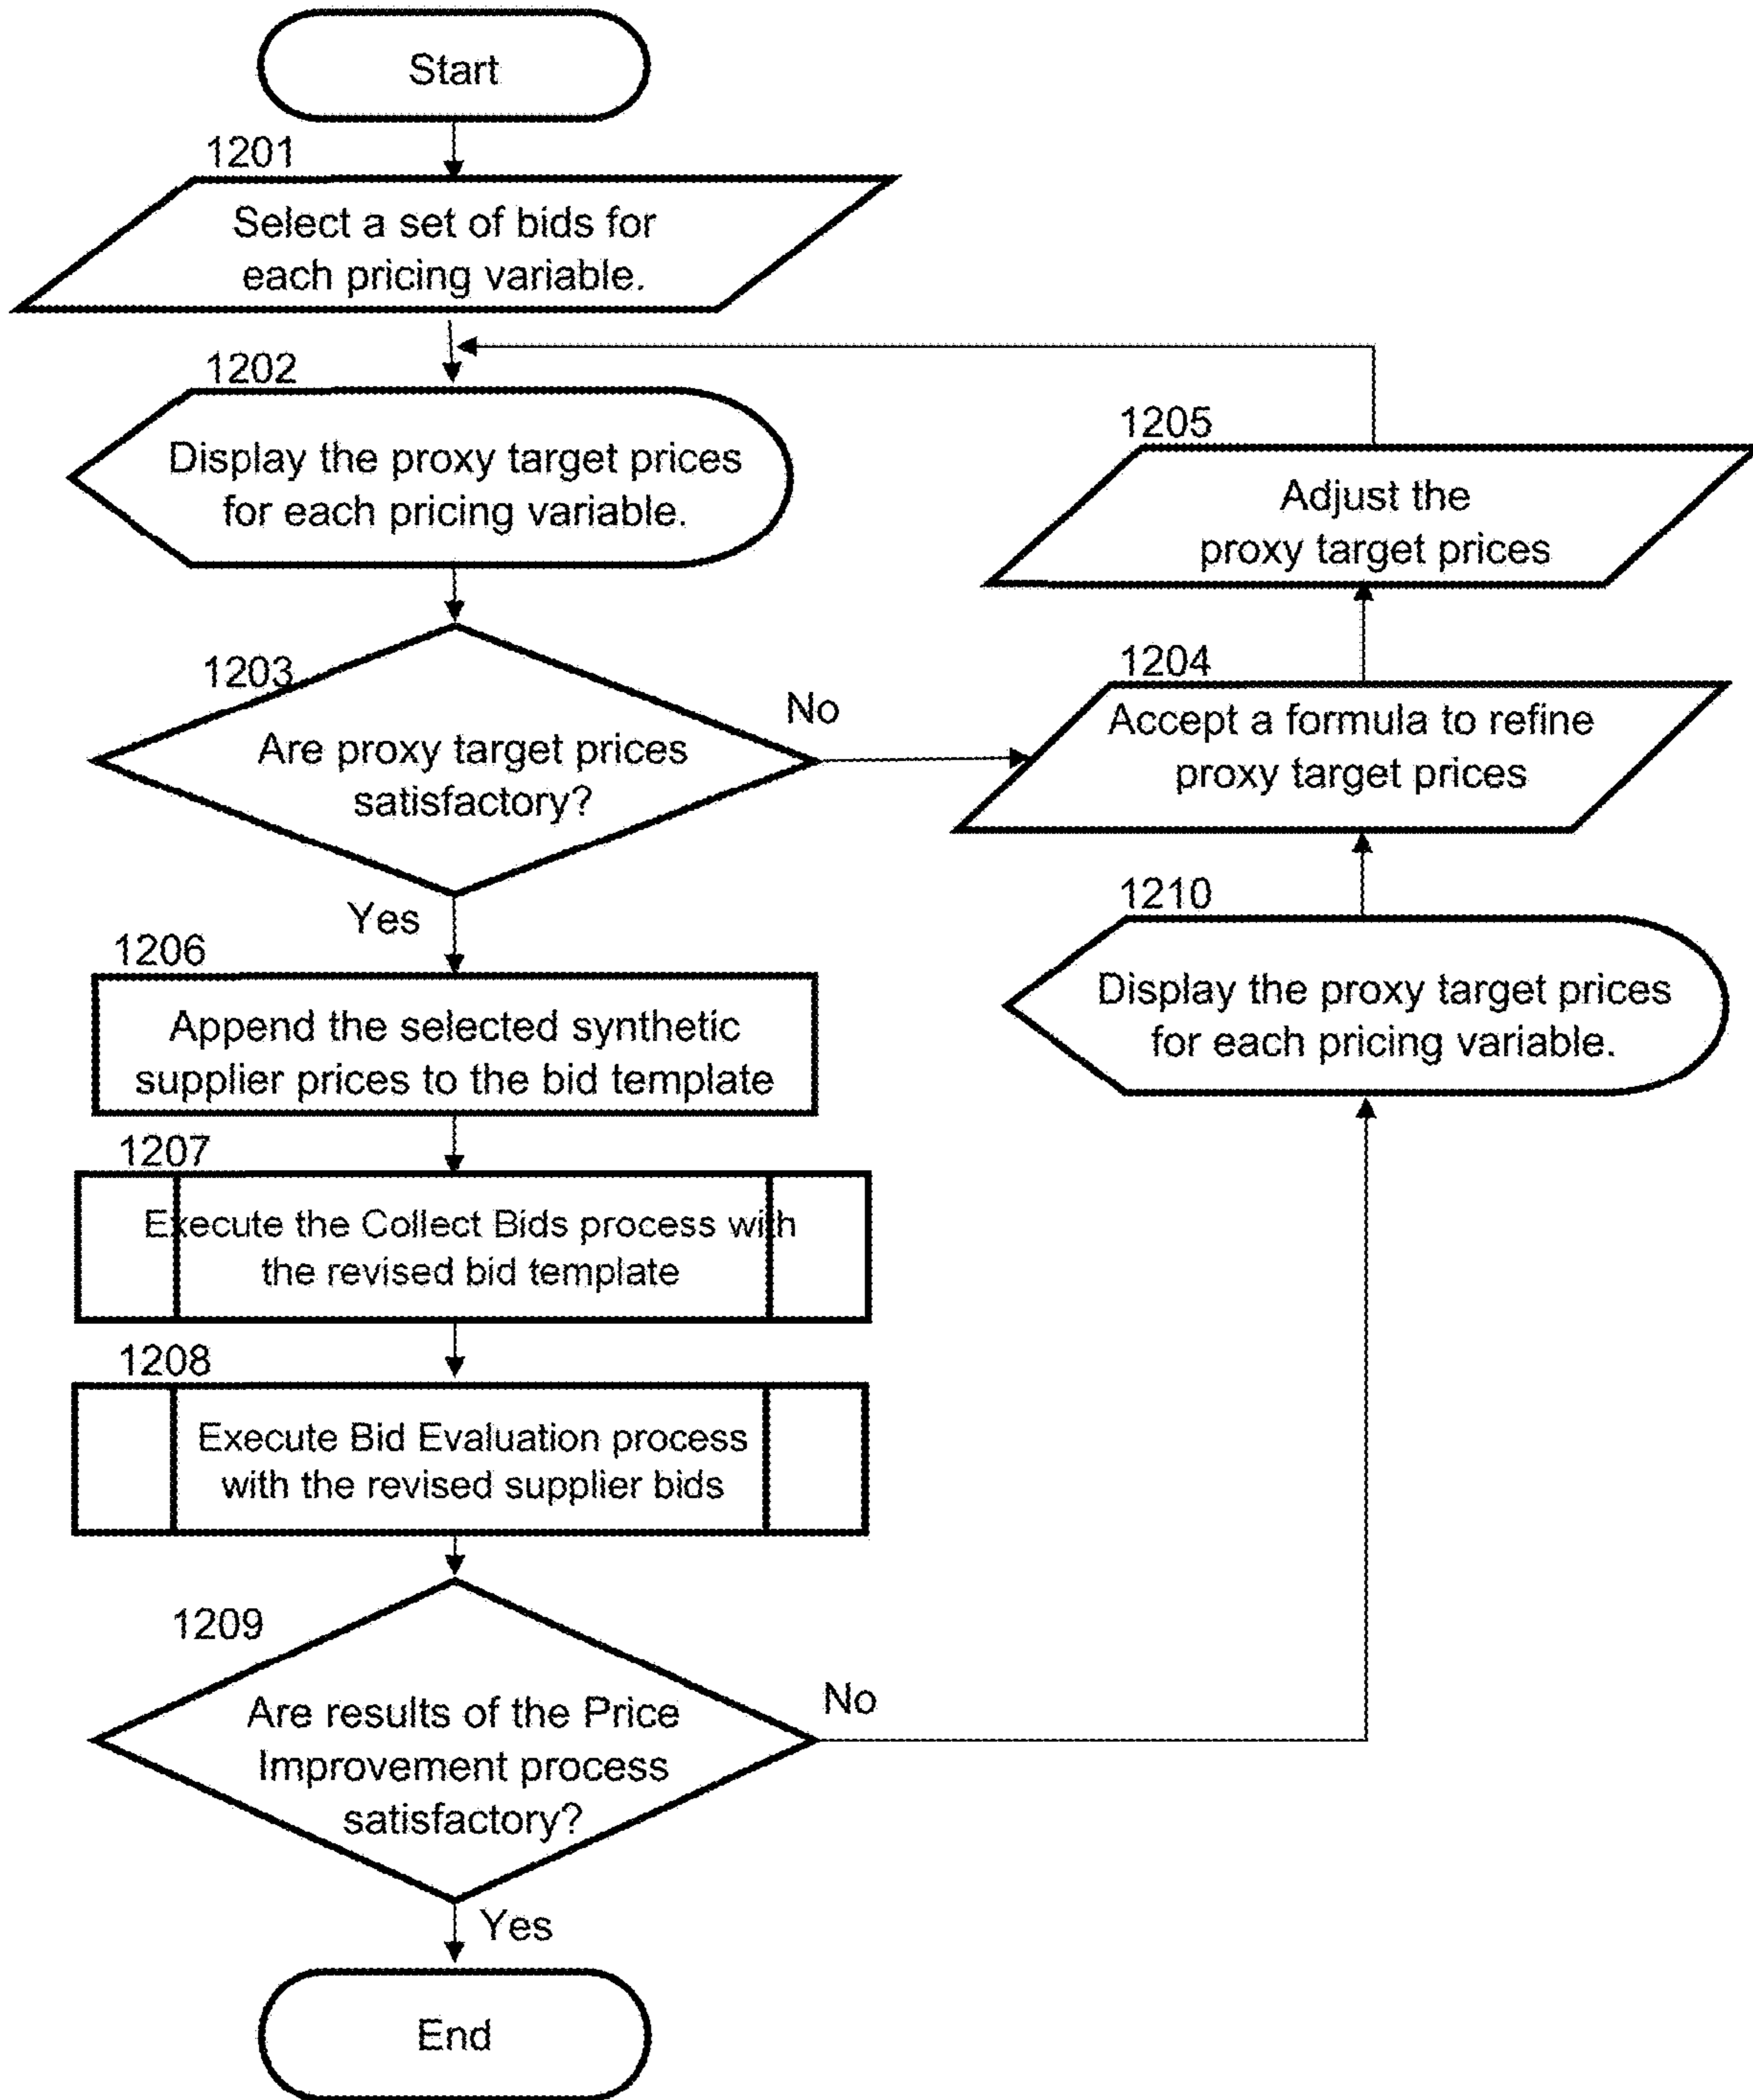 Start
1201
Select a set of bids for
each pricing variable.
1202
Display the proxy target prices
for each pricing variable.
1203
Are proxy target prices
satisfactory?
No
Yes
1205
Adjust the
proxy target prices
1204
Accept a formula to refine
proxy target prices
1210
Display the proxy target prices
for each pricing variable.
1206
Append the selected synthetic
supplier prices to the bid template
1207
Execute the Collect Bids process with
the revised bid template
1208
Execute Bid Evaluation process
with the revised supplier bids
1209
Are results of the Price
Improvement process
satisfactory?
No
Yes
End